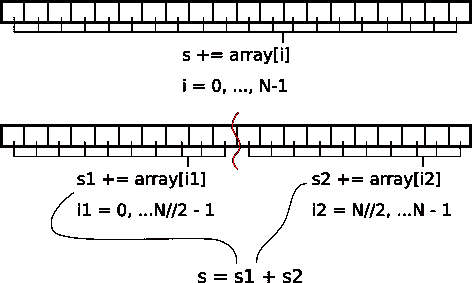 s += array[i]
i = 0, ..., N-1
s1 += array[i1]
s2 += array[i2]
i1 = 0, ...N//2 - 1
i2 = N//2, ...N - 1
s = s1 + s2